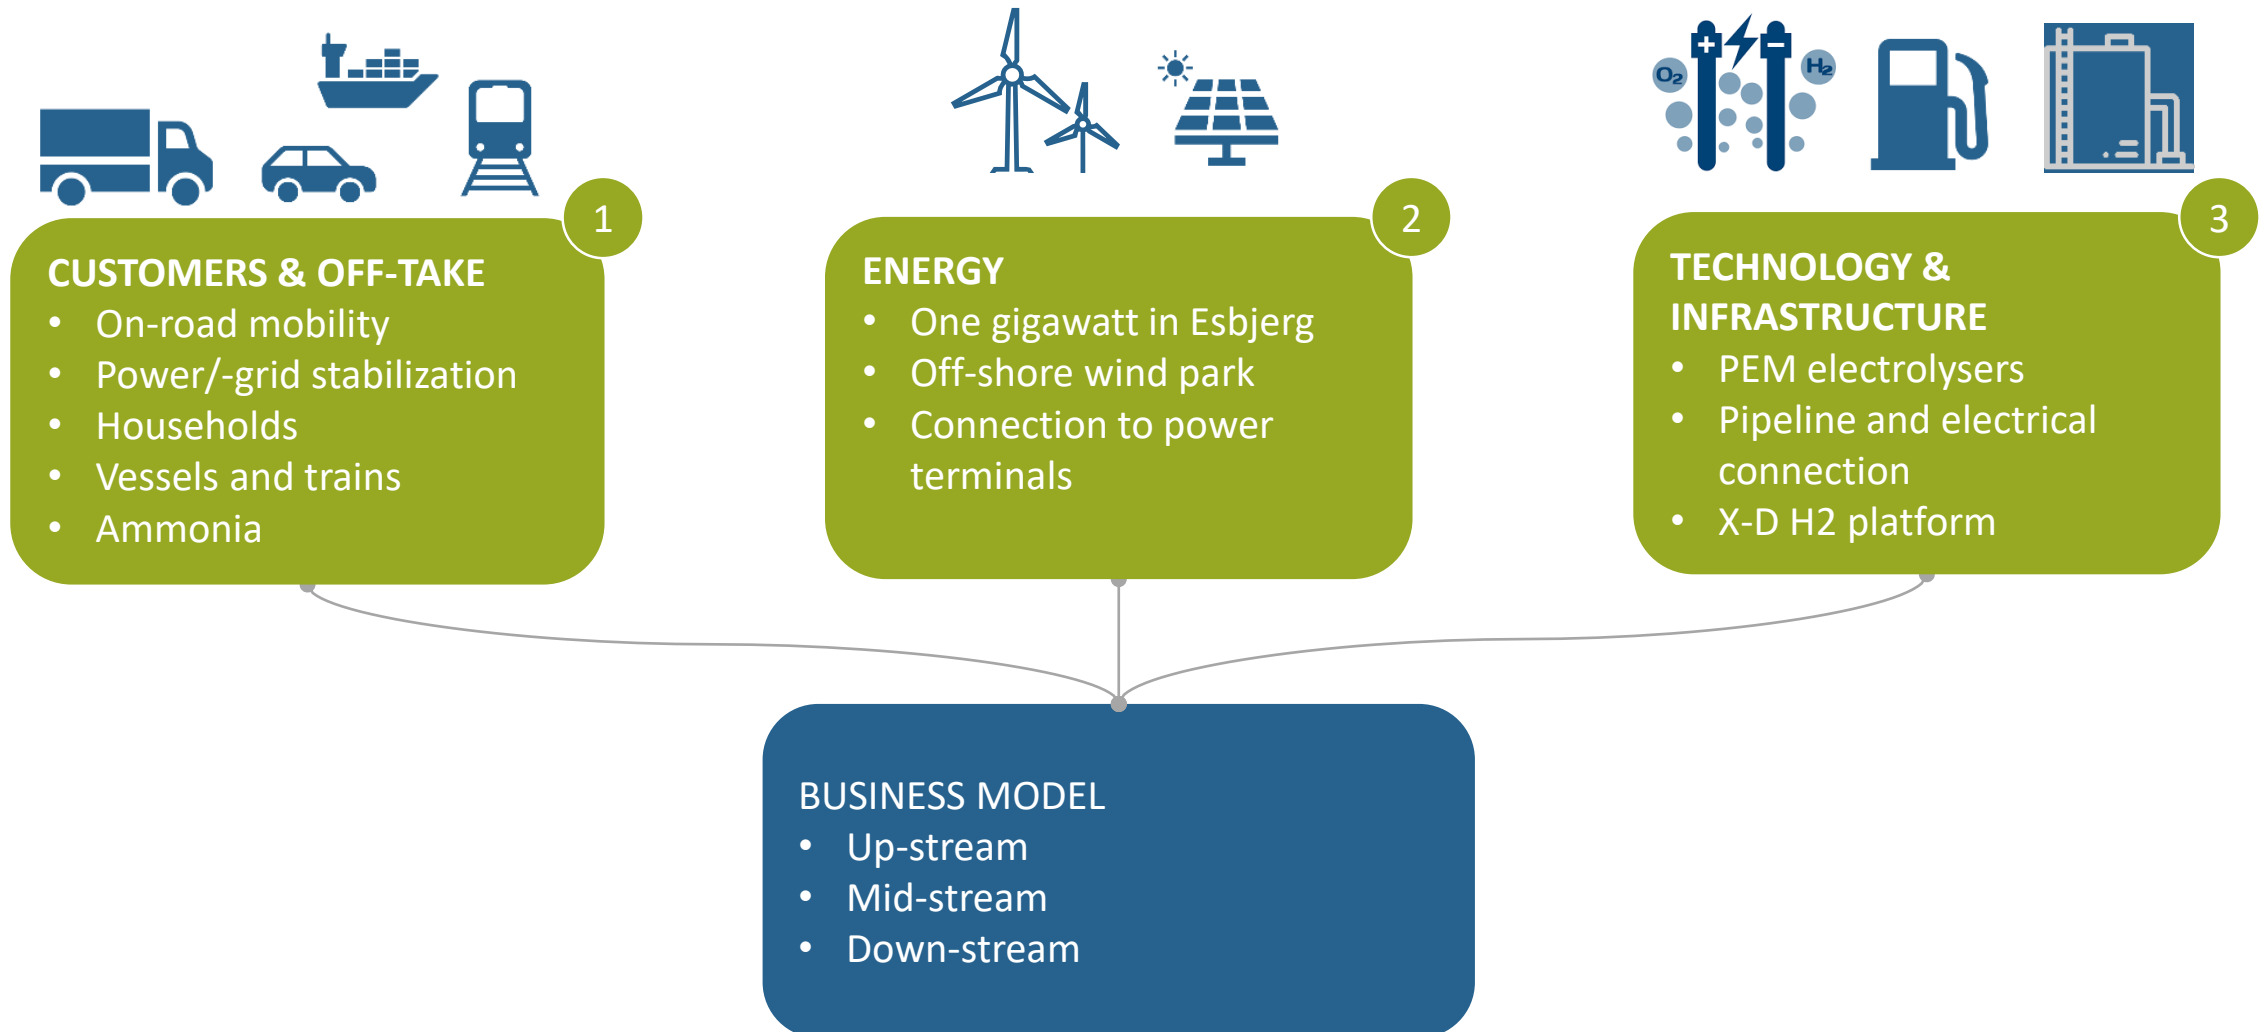 1
CUSTOMERS & OFF-TAKE
• On-road mobility
• Power/-grid stabilization
• Households
• Vessels and trains
• Ammonia
2
ENERGY
• One gigawatt in Esbjerg
• Off-shore wind park
• Connection to power
terminals
+
−
O₂
H₂
3
TECHNOLOGY &
INFRASTRUCTURE
• PEM electrolysers
• Pipeline and electrical
connection
• X-D H2 platform
BUSINESS MODEL
• Up-stream
• Mid-stream
• Down-stream